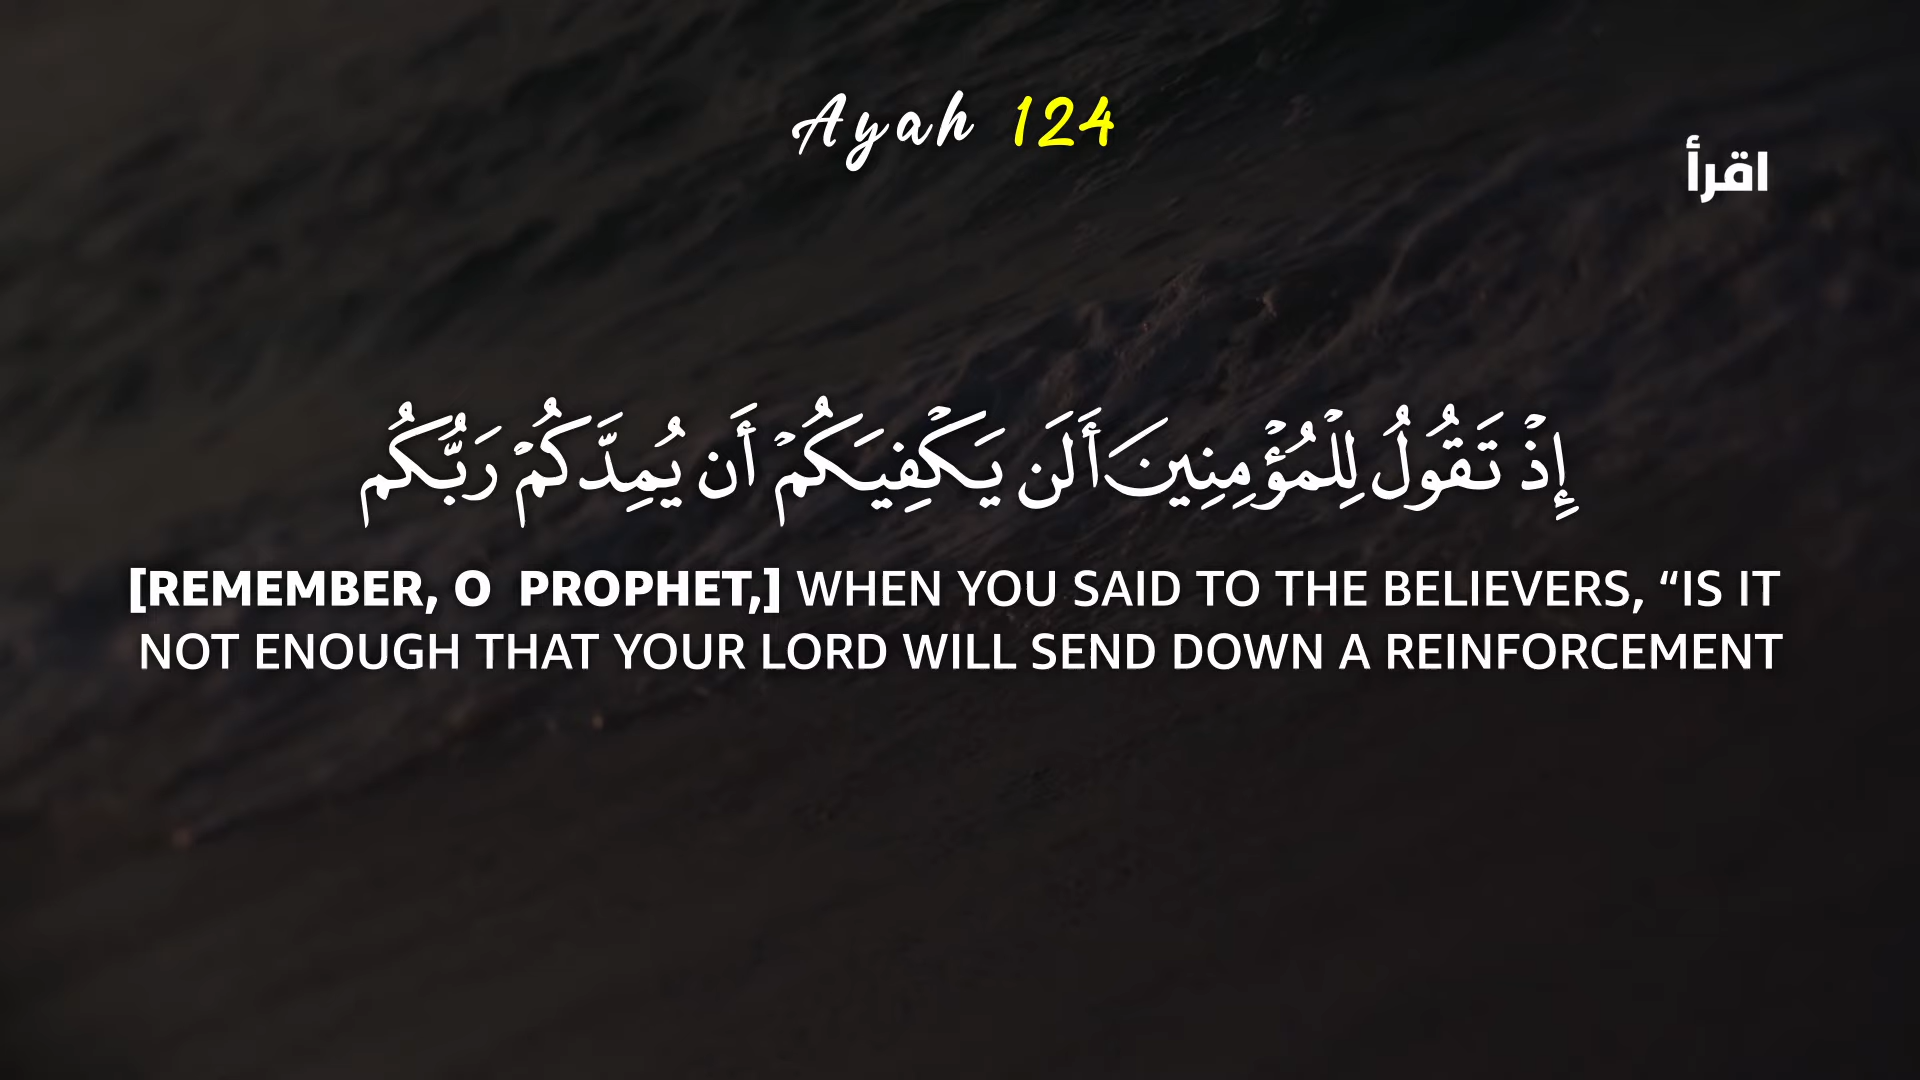 Ayah 124
اقرأ
إِذْ تَقُولُ لِلْمُؤْمِنِينَ أَلَن يَكْفِيَكُمْ أَن يُمِدَّكُمْ رَبُّكُم
[REMEMBER, O PROPHET,] WHEN YOU SAID TO THE BELIEVERS, “IS IT
NOT ENOUGH THAT YOUR LORD WILL SEND DOWN A REINFORCEMENT